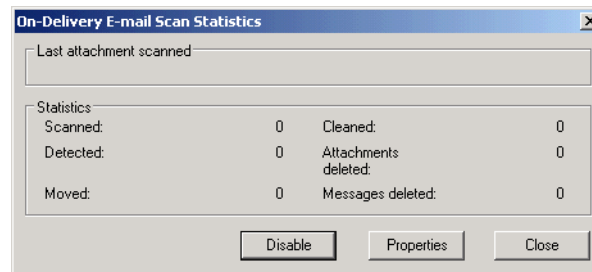 On-Delivery E-mail Scan Statistics
Last attachment scanned
Statistics
Scanned: 0 Cleaned: 0
Detected: 0 Attachments deleted: 0
Moved: 0 Messages deleted: 0
Disable Properties Close